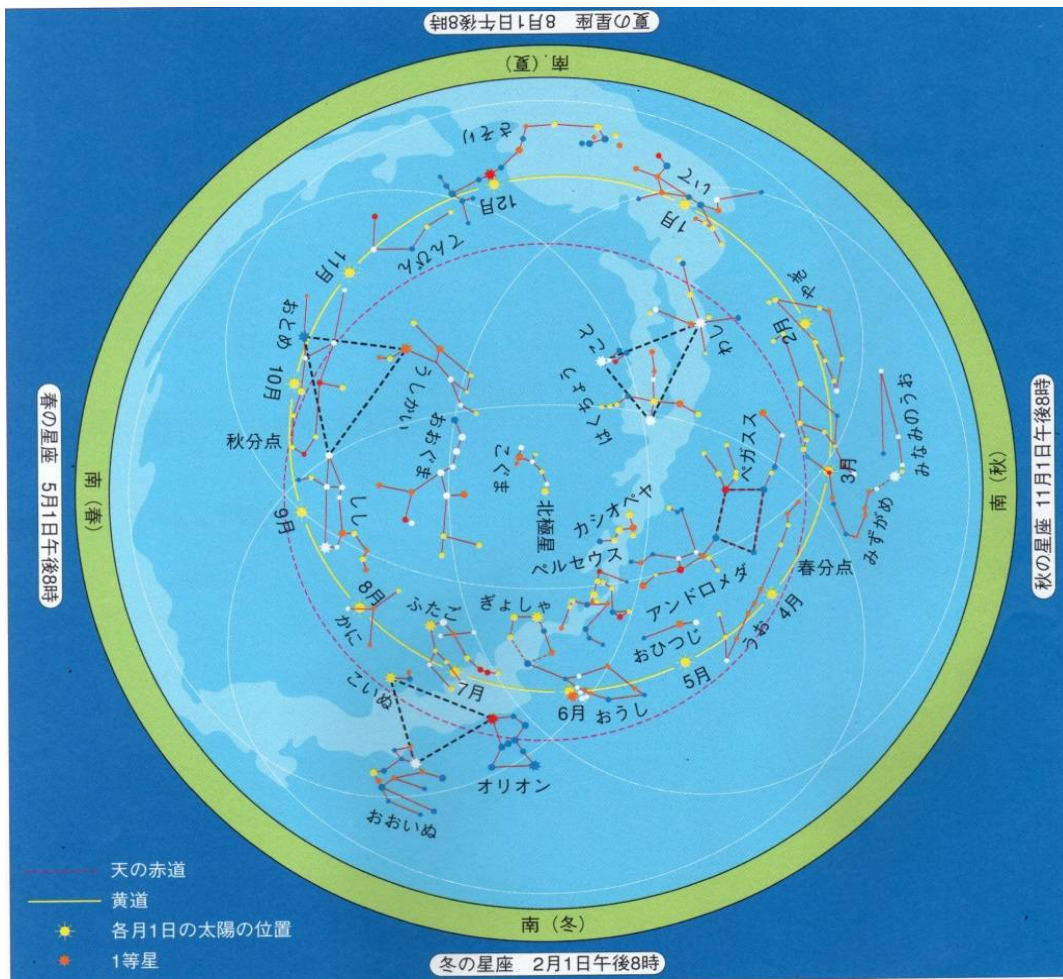 夏の星座 8月1日午後8時
南（夏）
さそり
いて
12月
1月
てんびん
11月
やぎ
2月
おとめ
わし
こと
うしかい
10月
はくちょう
みなみのうお
おおぐま
秋分点
ペガスス
こぐま
3月
春の星座 5月1日午後8時
南（春）
南（秋）
秋の星座 11月1日午後8時
みずがめ
9月
しし
北極星
カシオペヤ
ペルセウス
春分点
アンドロメダ
4月
8月
かに
ふたご
ぎょしゃ
おひつじ
うお
5月
こいぬ
7月
6月
おうし
オリオン
おおいぬ
天の赤道
黄道
各月1日の太陽の位置
1等星
南（冬）
冬の星座 2月1日午後8時